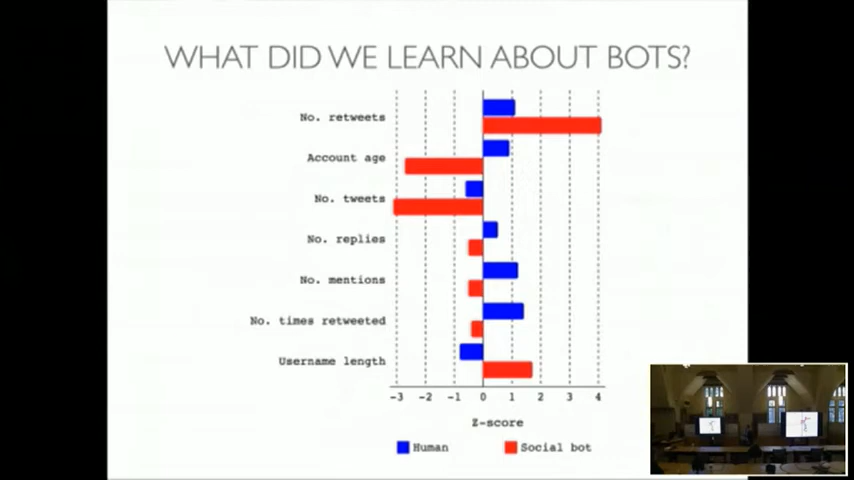 WHAT DID WE LEARN ABOUT BOTS?
No. retweets
Account age
No. tweets
No. replies
No. mentions
No. times retweeted
Username length
-3 -2 -1 0 1 2 3 4
Z-score
Human Social bot